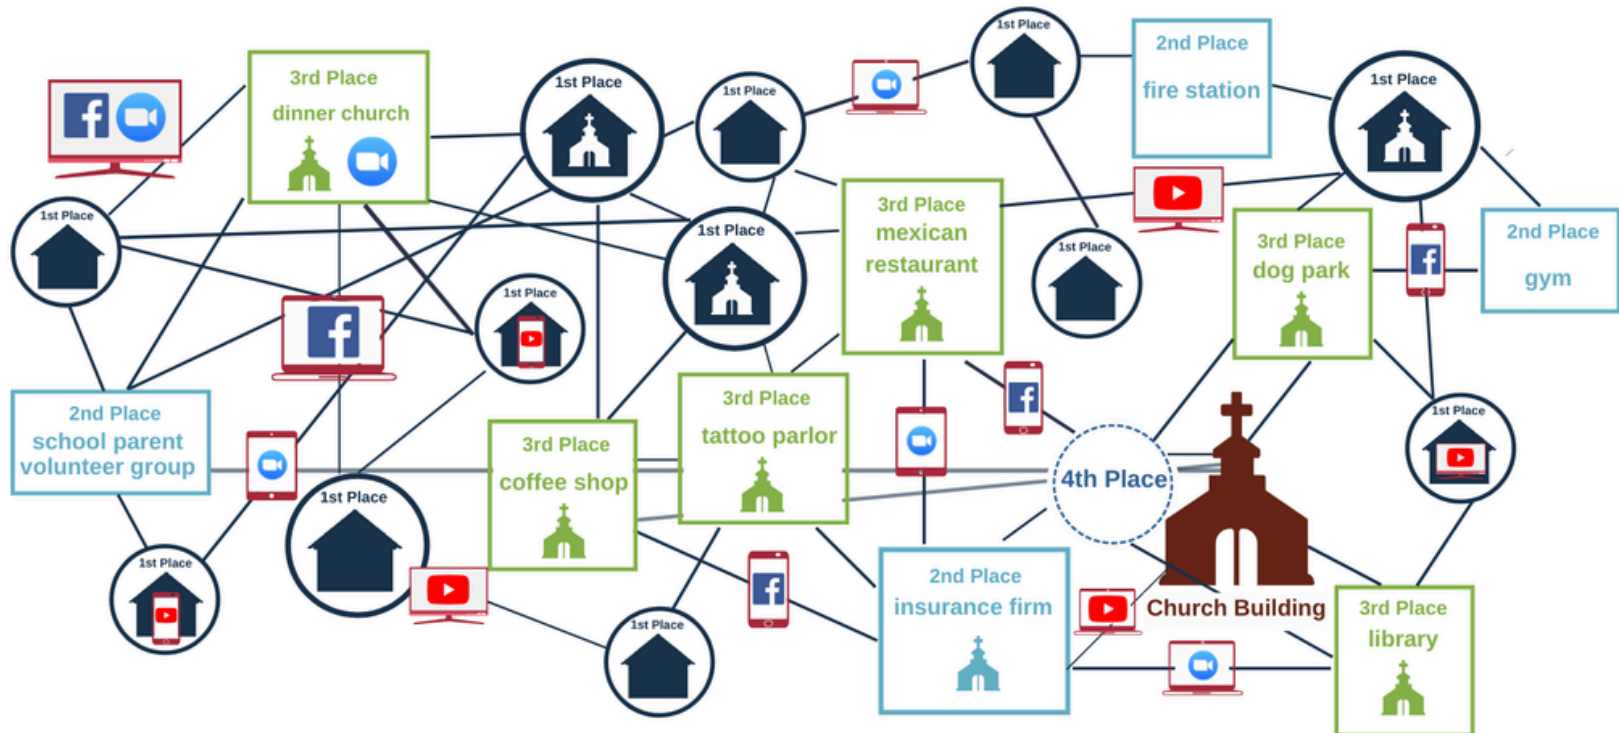 1st Place
2nd Place
fire station
3rd Place
dinner church
1st Place
1st Place
1st Place
1st Place
3rd Place
mexican
restaurant
1st Place
1st Place
3rd Place
dog park
2nd Place
gym
1st Place
1st Place
2nd Place
school parent
volunteer group
3rd Place
tattoo parlor
3rd Place
coffee shop
1st Place
4th Place
1st Place
1st Place
2nd Place
insurance firm
Church Building
3rd Place
library
1st Place